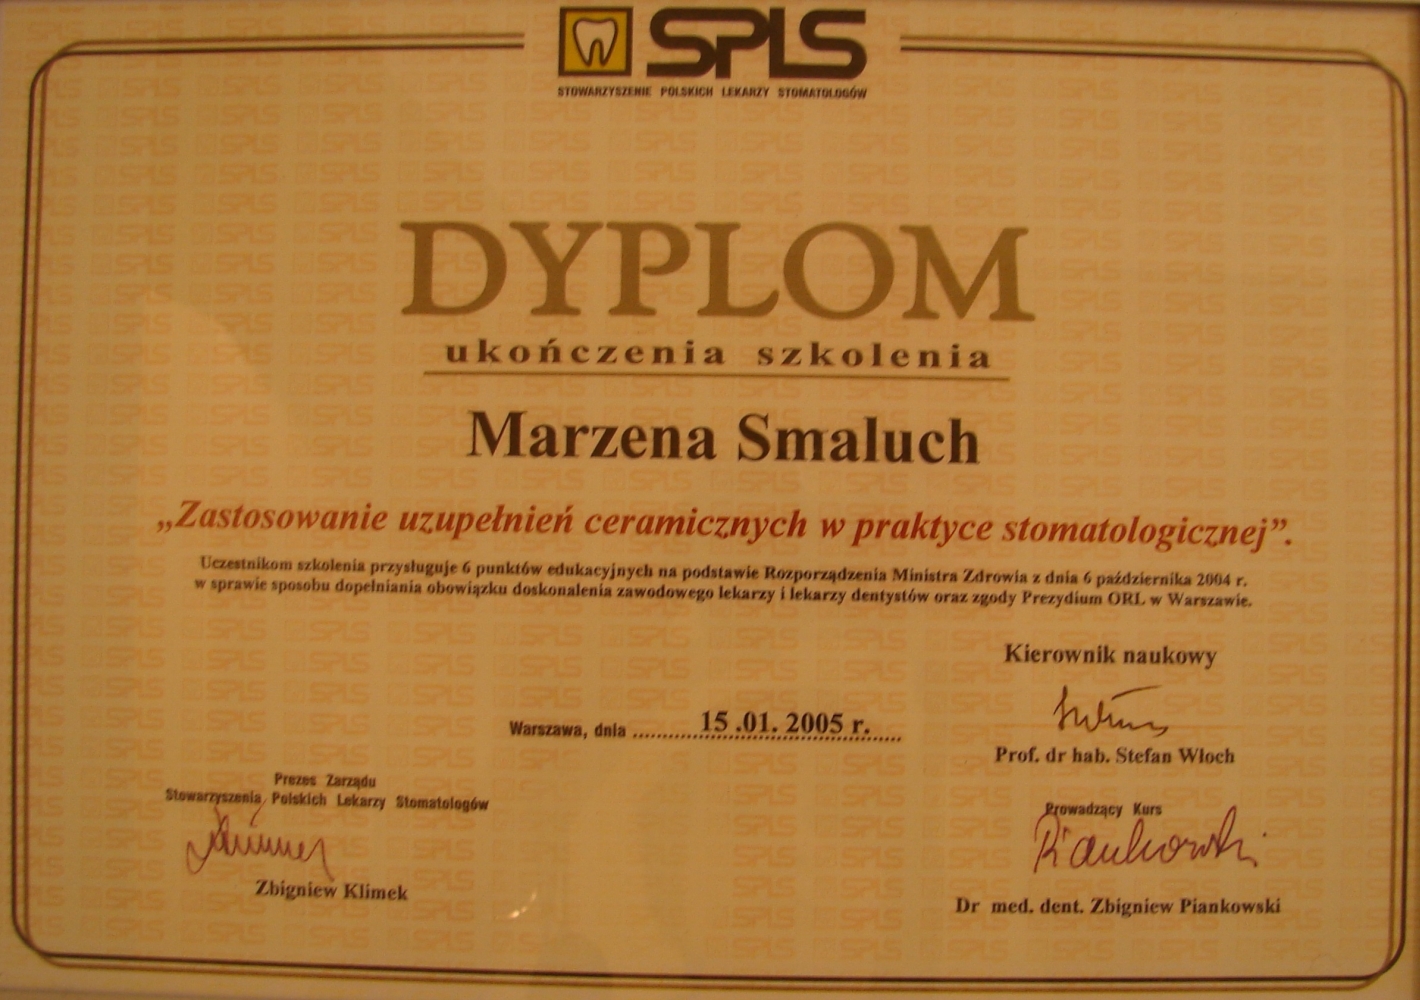 SPLS
STOWARZYSZENIE POLSKICH LEKARZY STOMATOLOGÓW
DYPLOM
ukończenia szkolenia
Marzena Smaluch
„Zastosowanie uzupełnień ceramicznych w praktyce stomatologicznej”.
Uczestnikom szkolenia przysługuje 6 punktów edukacyjnych na podstawie Rozporządzenia Ministra Zdrowia z dnia 6 października 2004 r.
w sprawie sposobu dopełniania obowiązku doskonalenia zawodowego lekarzy i lekarzy dentystów oraz zgody Prezydium ORL w Warszawie.
Kierownik naukowy
Warszawa, dnia ..........15 .01. 2005 r.....
Prof. dr hab. Stefan Włoch
Prezes Zarządu
Stowarzyszenia Polskich Lekarzy Stomatologów
Zbigniew Klimek
Prowadzący Kurs
Piankowski
Dr med. dent. Zbigniew Piankowski